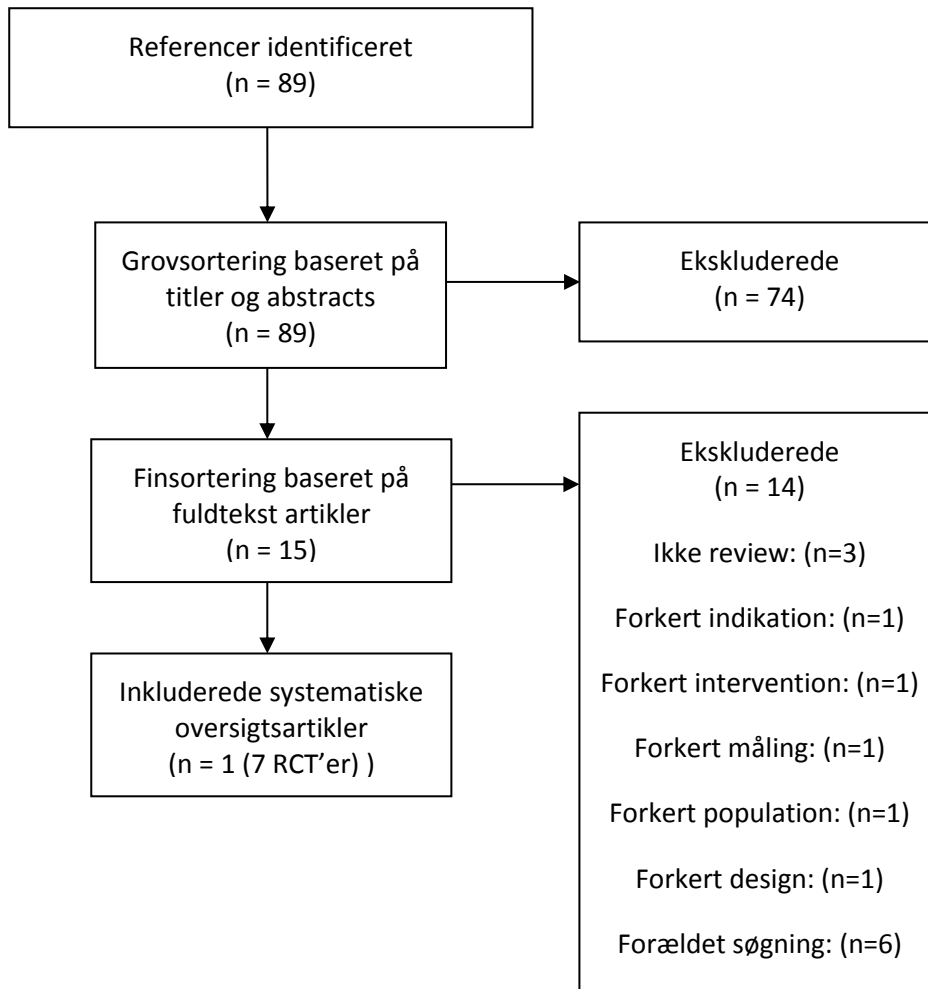 Referencer identificeret
(n = 89)
Grovsortering baseret på
titler og abstracts
(n = 89)
Ekskluderede
(n = 74)
Finsortering baseret på
fuldtekst artikler
(n = 15)
Ekskluderede
(n = 14)
Ikke review: (n=3)
Forkert indikation: (n=1)
Forkert intervention: (n=1)
Forkert måling: (n=1)
Forkert population: (n=1)
Forkert design: (n=1)
Forældet søgning: (n=6)
Inkluderede systematiske
oversigtsartikler
(n = 1 (7 RCT’er) )